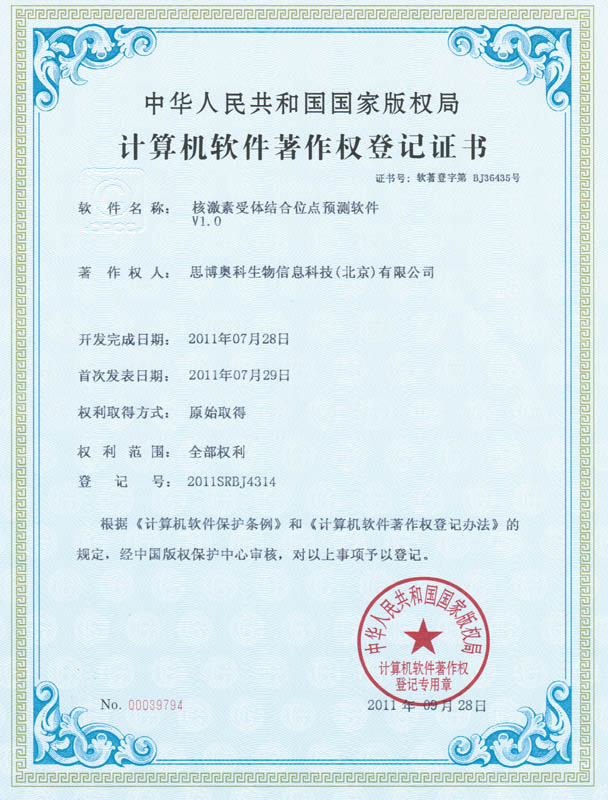 中华人民共和国国家版权局
计算机软件著作权登记证书
证书号: 软著登字第 BJ36435号
软件名称: 核激素受体结合位点预测软件
V1.0
著作权人: 思博奥科生物信息科技(北京)有限公司
开发完成日期: 2011年07月28日
首次发表日期: 2011年07月29日
权利取得方式: 原始取得
权利范围: 全部权利
登记号: 2011SRBJ4314
根据《计算机软件保护条例》和《计算机软件著作权登记办法》的
规定，经中国版权保护中心审核，对以上事项予以登记。
中华人民共和国国家版权局
计算机软件著作权
登记专用章
No. 00039794
2011 年 09月28日